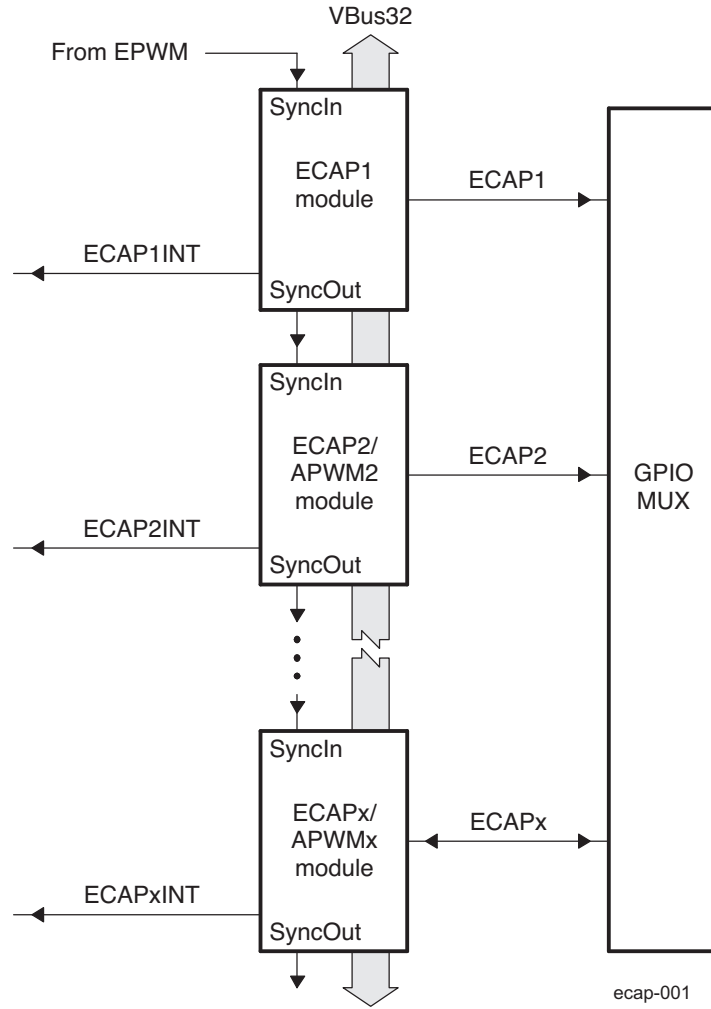 VBus32
From EPWM
SyncIn
ECAP1
module
ECAP1
ECAP1INT
SyncOut
SyncIn
ECAP2/
APWM2
module
ECAP2
GPIO
MUX
ECAP2INT
SyncOut
SyncIn
ECAPx/
APWMx
module
ECAPx
ECAPxINT
SyncOut
ecap-001